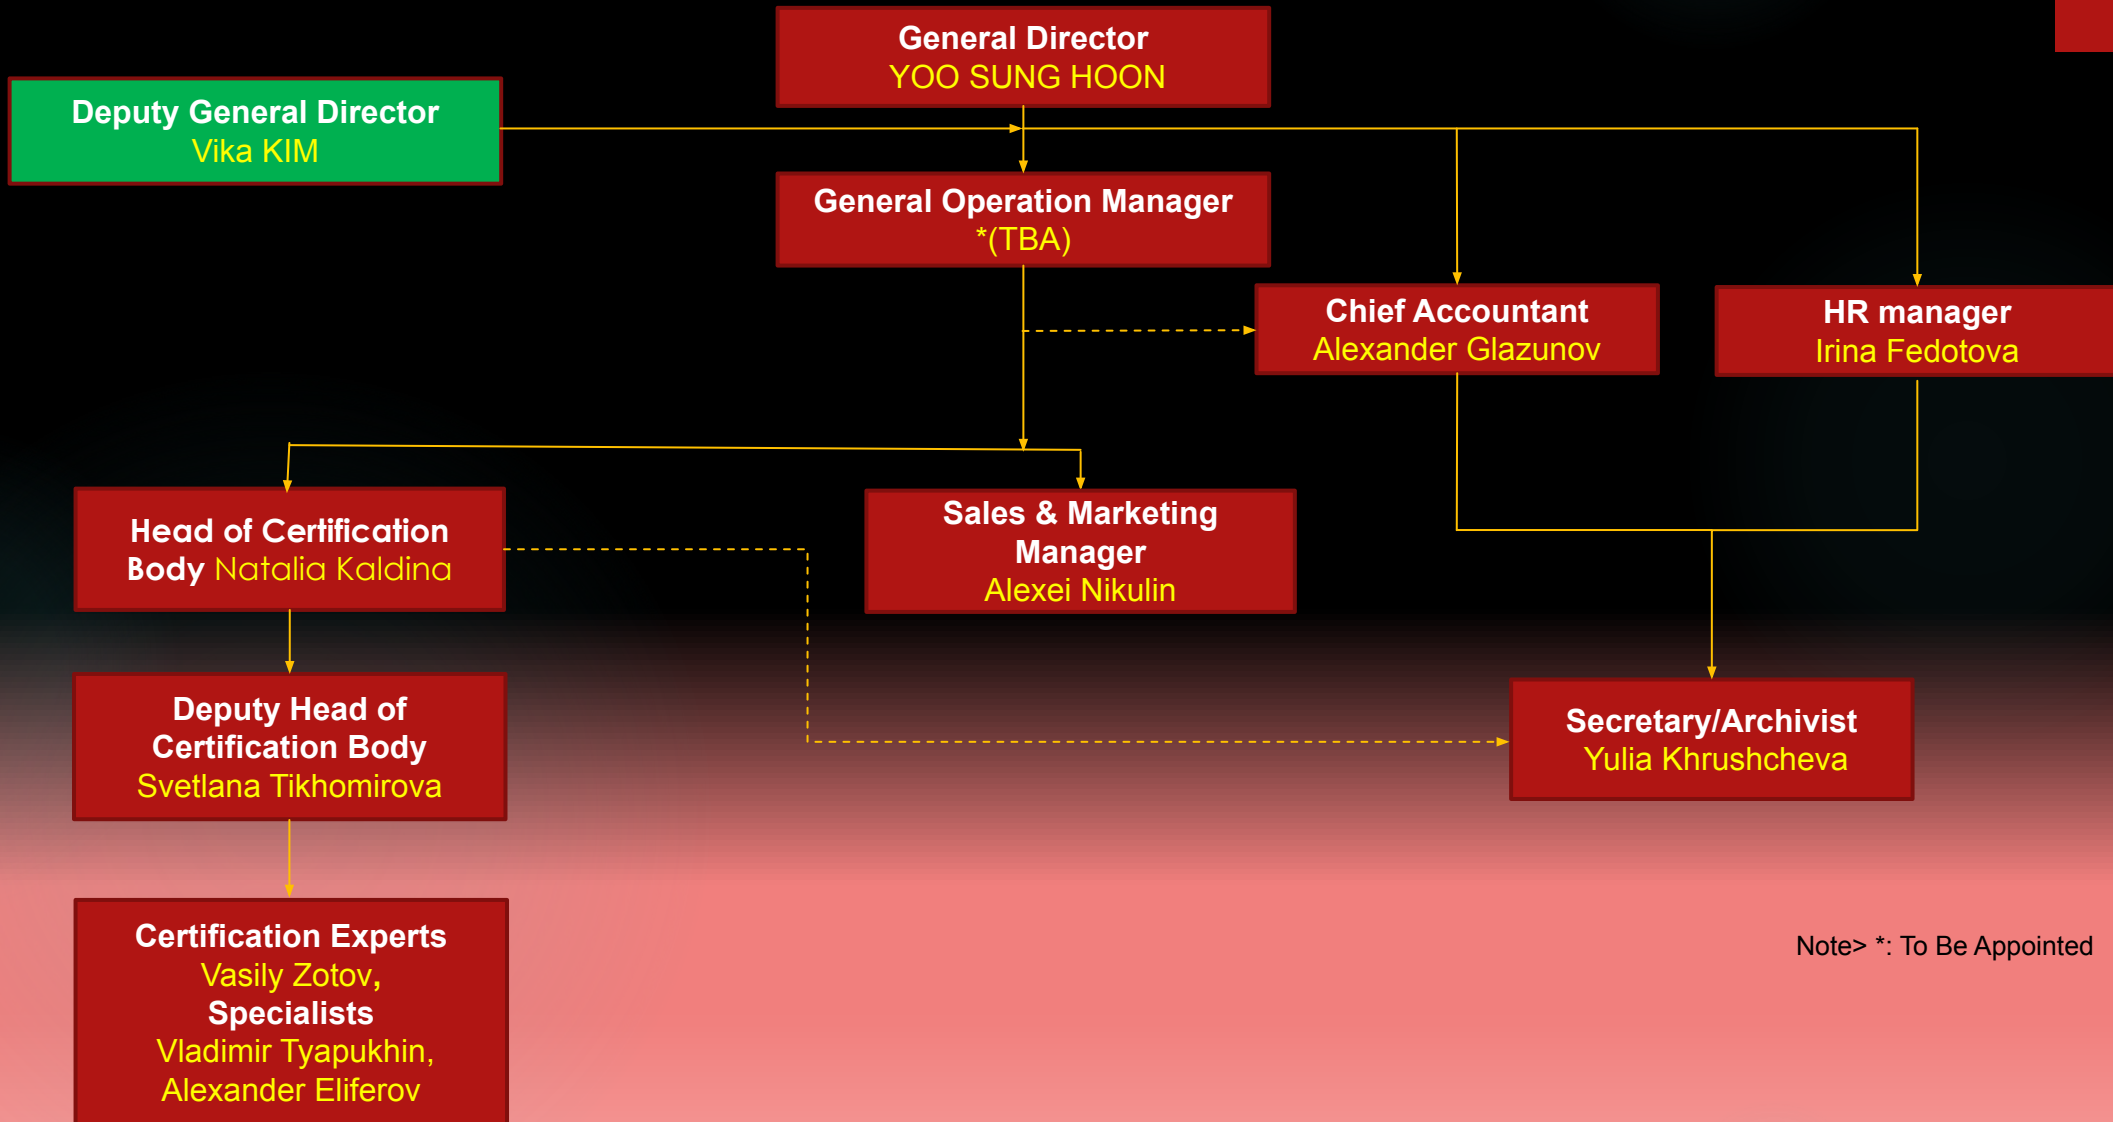 General Director
YOO SUNG HOON
Deputy General Director
Vika KIM
General Operation Manager
*(TBA)
Chief Accountant
Alexander Glazunov
HR manager
Irina Fedotova
Head of Certification
Body Natalia Kaldina
Sales & Marketing
Manager
Alexei Nikulin
Deputy Head of
Certification Body
Svetlana Tikhomirova
Secretary/Archivist
Yulia Khrushcheva
Certification Experts
Vasily Zotov,
Specialists
Vladimir Tyapukhin,
Alexander Eliferov
Note> *: To Be Appointed